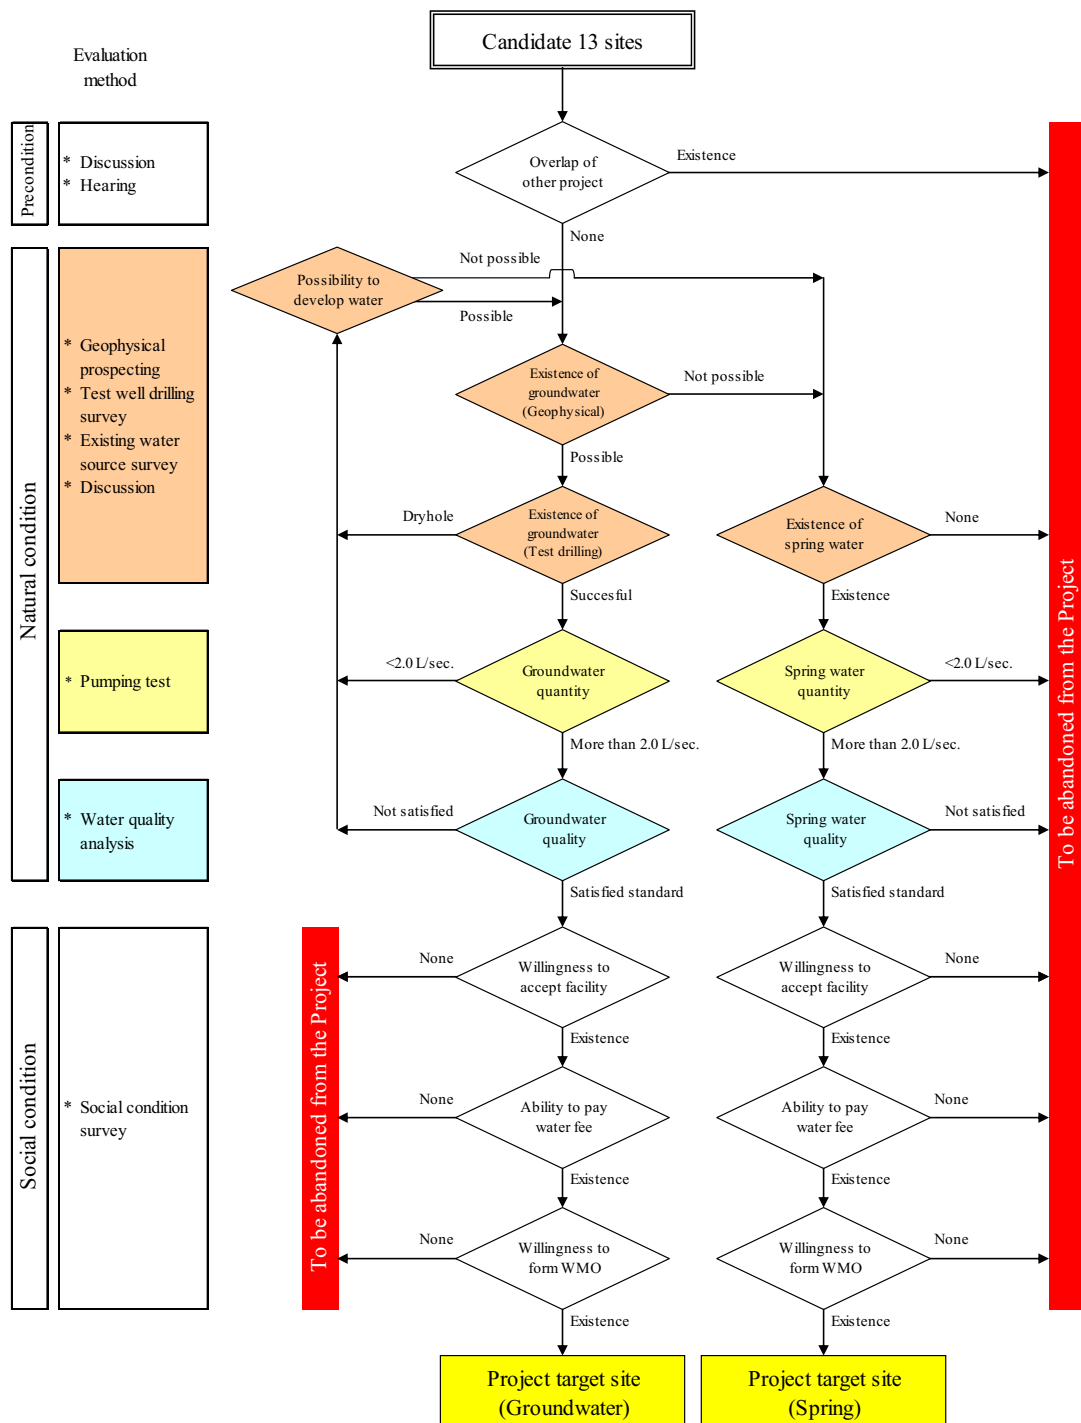 Candidate 13 sites
Evaluation
method
Precondition
* Discussion
* Hearing
Overlap of
other project
Existence
None
Natural condition
* Geophysical
prospecting
* Test well drilling
survey
* Existing water
source survey
* Discussion
Possibility to
develop water
Not possible
Possible
Existence of
groundwater
(Geophysical)
Not possible
Possible
Dryhole
Existence of
groundwater
(Test drilling)
Existence of
spring water
None
Succesful
Existence
* Pumping test
<2.0 L/sec.
Groundwater
quantity
Spring water
quantity
<2.0 L/sec.
More than 2.0 L/sec.
More than 2.0 L/sec.
* Water quality
analysis
Not satisfied
Groundwater
quality
Spring water
quality
Not satisfied
Satisfied standard
Satisfied standard
To be abandoned from the Project
Social condition
* Social condition
survey
To be abandoned from the Project
None
Willingness to
accept facility
Willingness to
accept facility
None
Existence
Existence
None
Ability to pay
water fee
Ability to pay
water fee
None
Existence
Existence
None
Willingness to
form WMO
Willingness to
form WMO
None
Existence
Existence
Project target site
(Groundwater)
Project target site
(Spring)